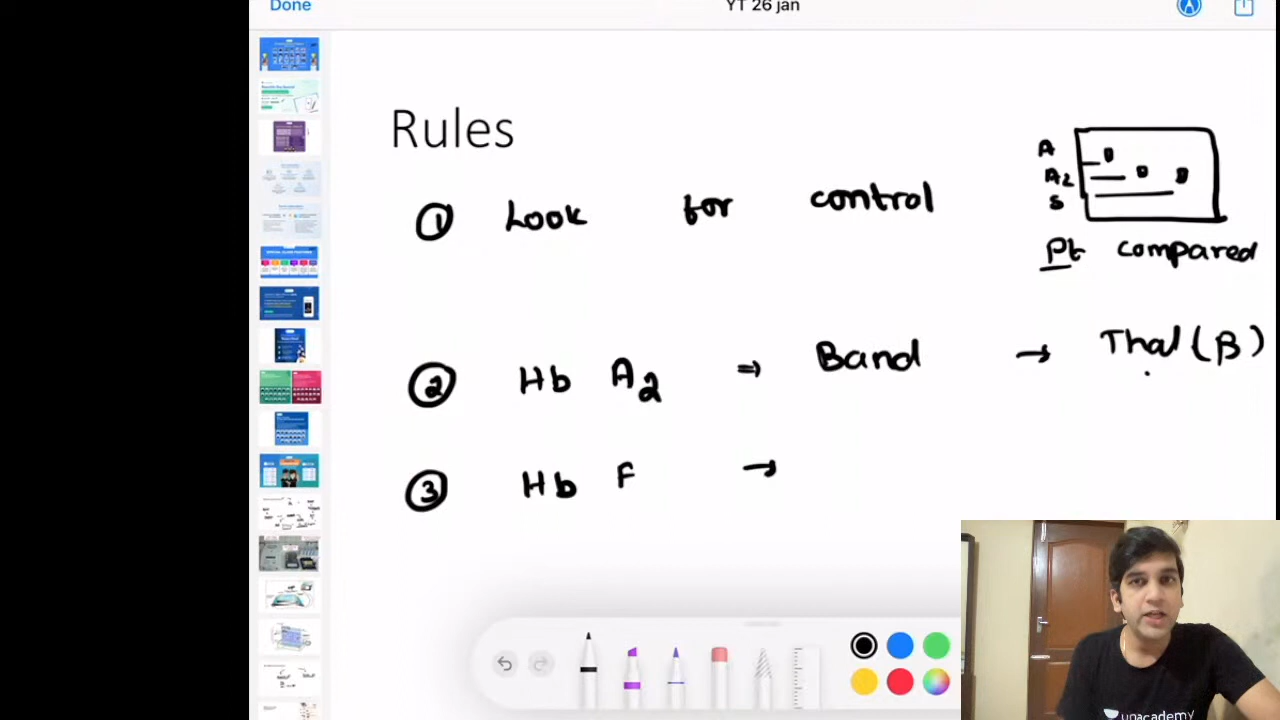 Done
YT 26 jan
Rules
A
A2
S
① Look for control
Pt compared
② Hb A2 ⇒ Band → Thal (β)
③ Hb F →
unacademy